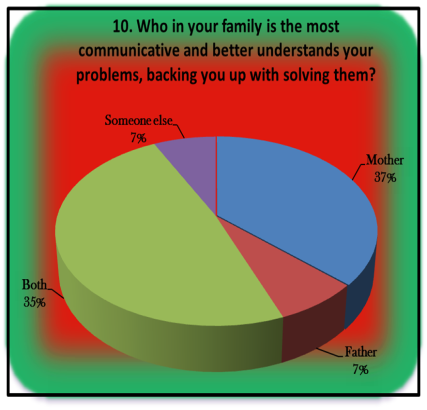 10. Who in your family is the most
communicative and better understands your
problems, backing you up with solving them?
Someone else
7%
Mother
37%
Both
35%
Father
7%